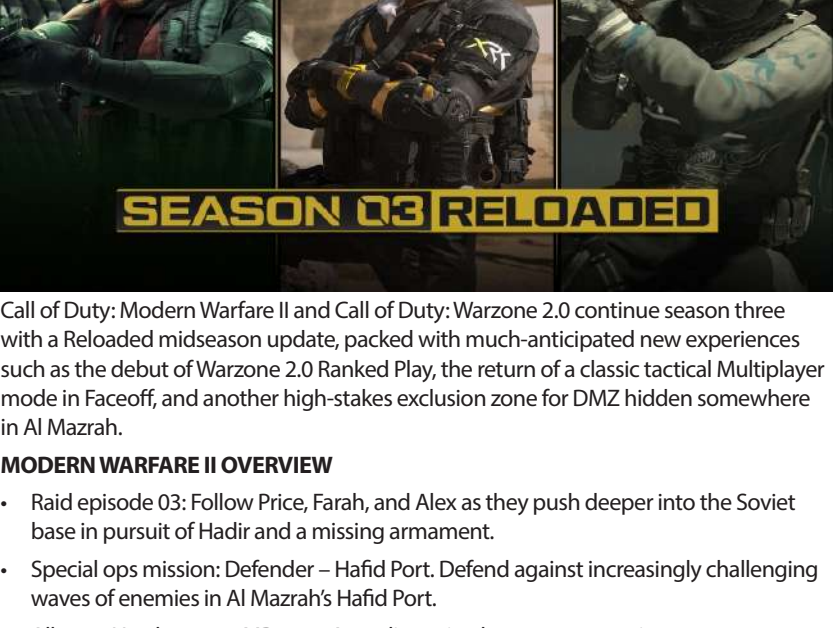 XRK
SEASON 03 RELOADED
Call of Duty: Modern Warfare II and Call of Duty: Warzone 2.0 continue season three
with a Reloaded midseason update, packed with much-anticipated new experiences
such as the debut of Warzone 2.0 Ranked Play, the return of a classic tactical Multiplayer
mode in Faceoff, and another high-stakes exclusion zone for DMZ hidden somewhere
in Al Mazrah.
MODERN WARFARE II OVERVIEW
• Raid episode 03: Follow Price, Farah, and Alex as they push deeper into the Soviet
base in pursuit of Hadir and a missing armament.
• Special ops mission: Defender – Hafid Port. Defend against increasingly challenging
waves of enemies in Al Mazrah’s Hafid Port.